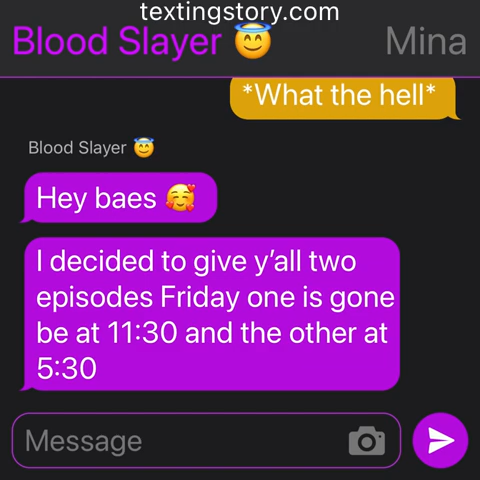 textingstory.com
Blood Slayer 😇 Mina
*What the hell*
Blood Slayer 😇
Hey baes 🥰
I decided to give y’all two
episodes Friday one is gone
be at 11:30 and the other at
5:30
Message